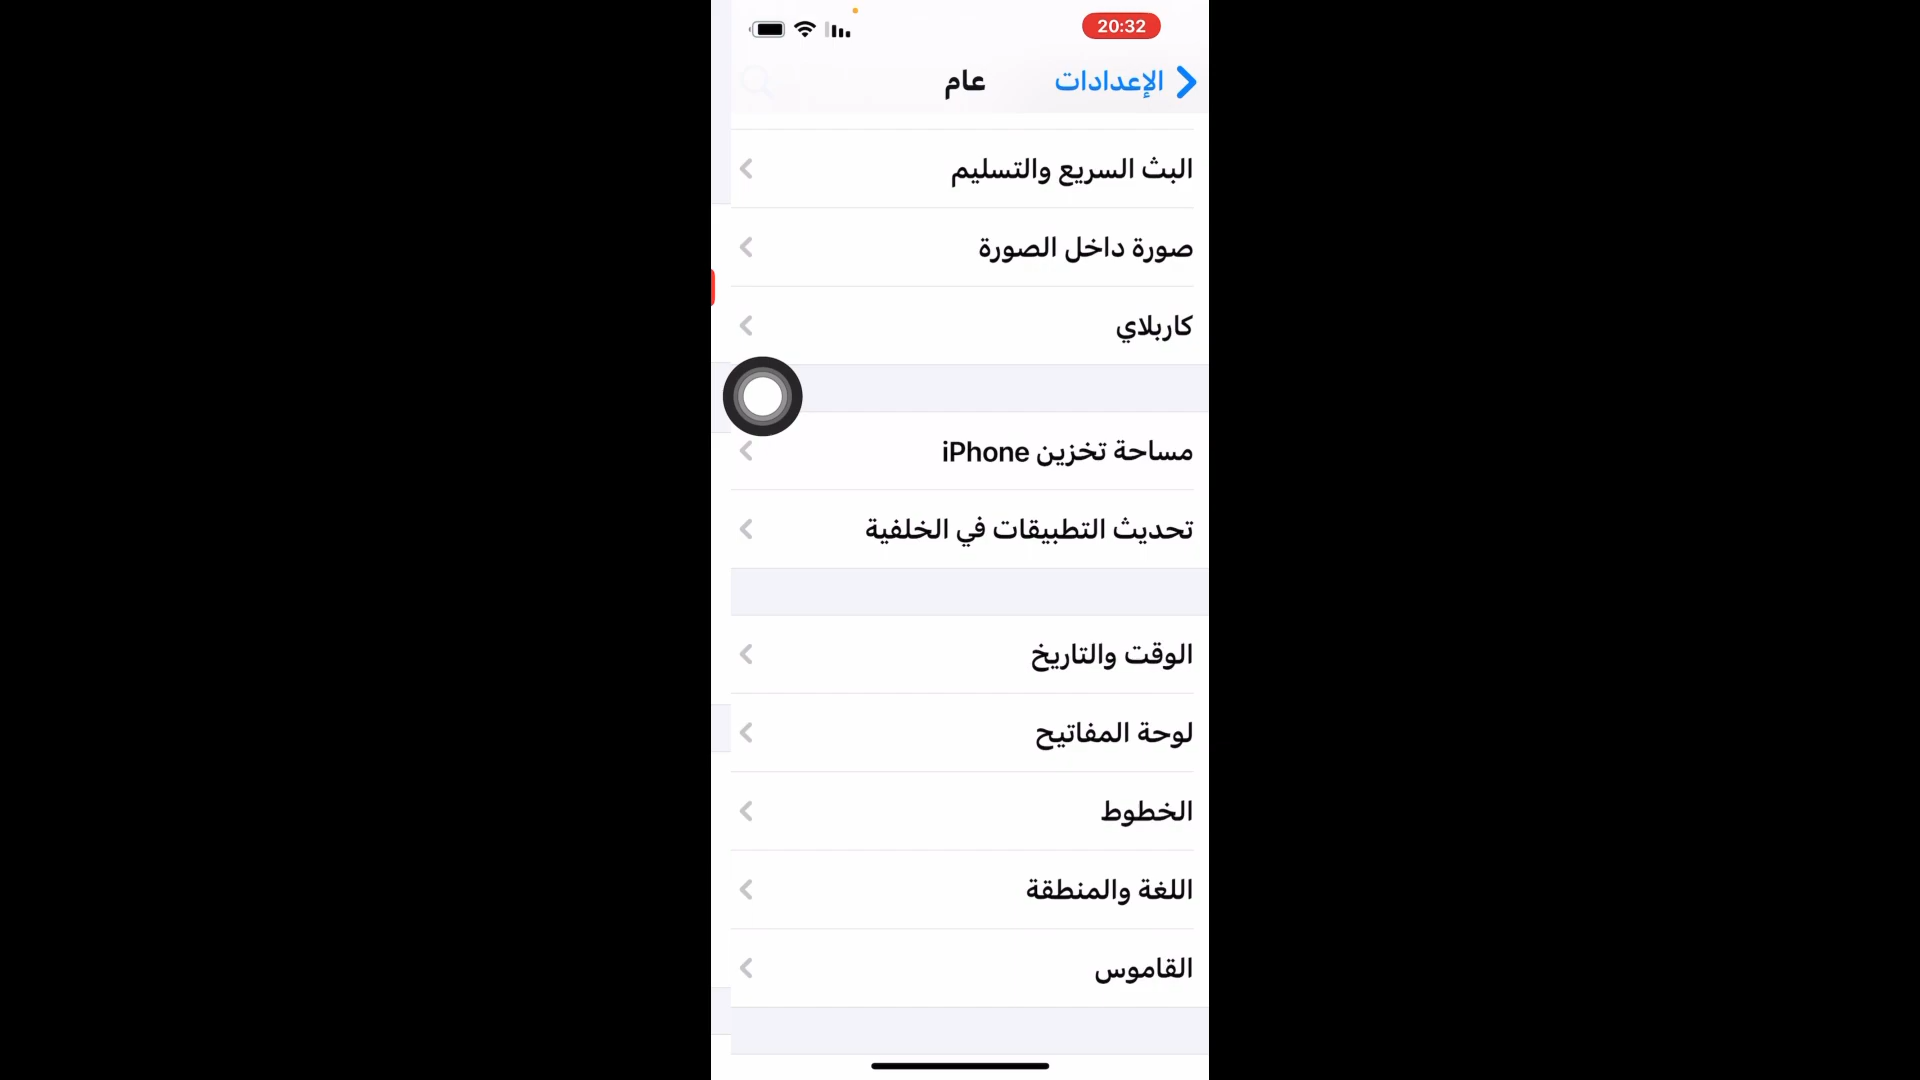 20:32
الإعدادات
عام
البث السريع والتسليم
صورة داخل الصورة
كاربلاي
مساحة تخزين iPhone
تحديث التطبيقات في الخلفية
الوقت والتاريخ
لوحة المفاتيح
الخطوط
اللغة والمنطقة
القاموس